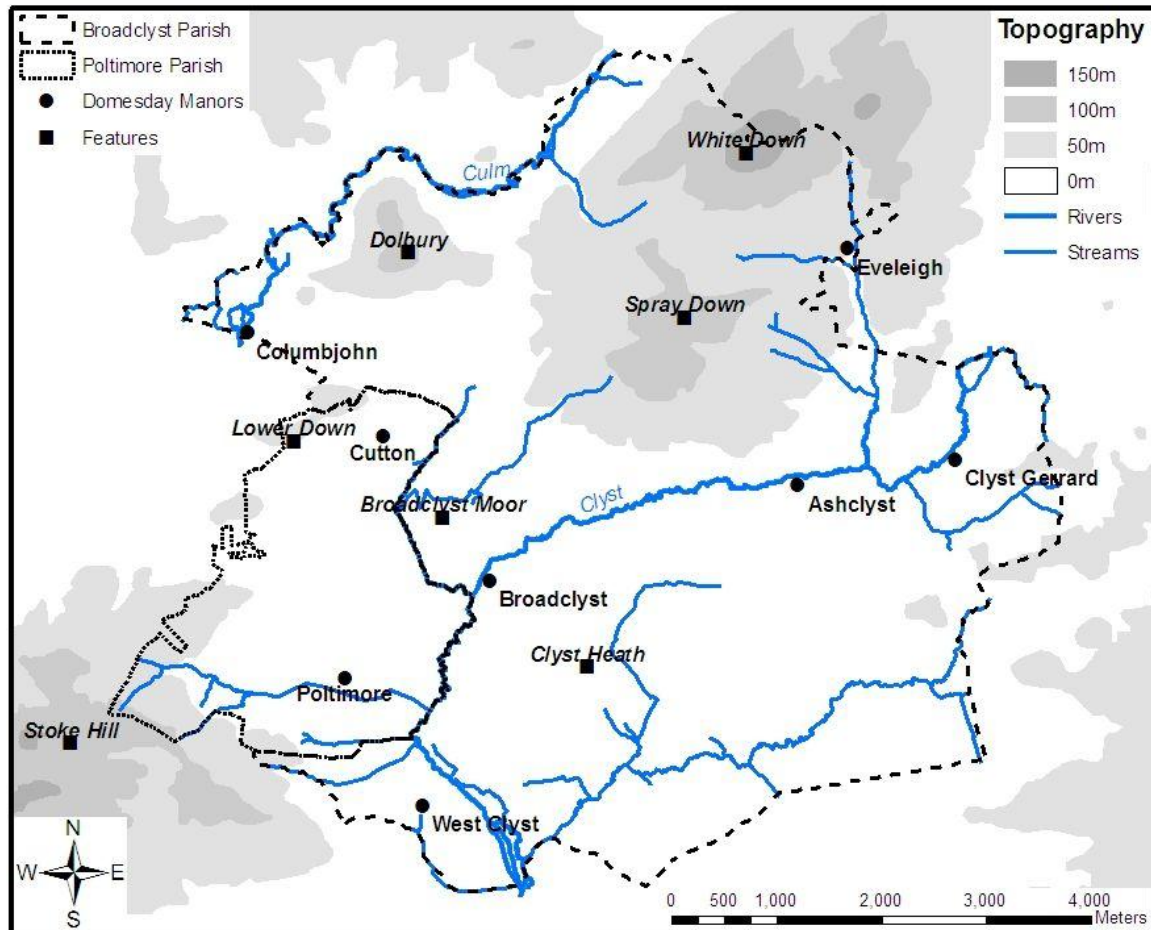 Broadclyst Parish
Poltimore Parish
Domesday Manors
Features
Topography
150m
100m
50m
0m
Rivers
Streams
White Down
Culm
Dolbury
Eveleigh
Spray Down
Columbjohn
Lower Down
Cutton
Clyst Gerrard
Broadclyst Moor
Clyst
Ashclyst
Broadclyst
Clyst Heath
Poltimore
Stoke Hill
West Clyst
N
W E
S
0 1,000 2,000 3,000 4,000
Meters